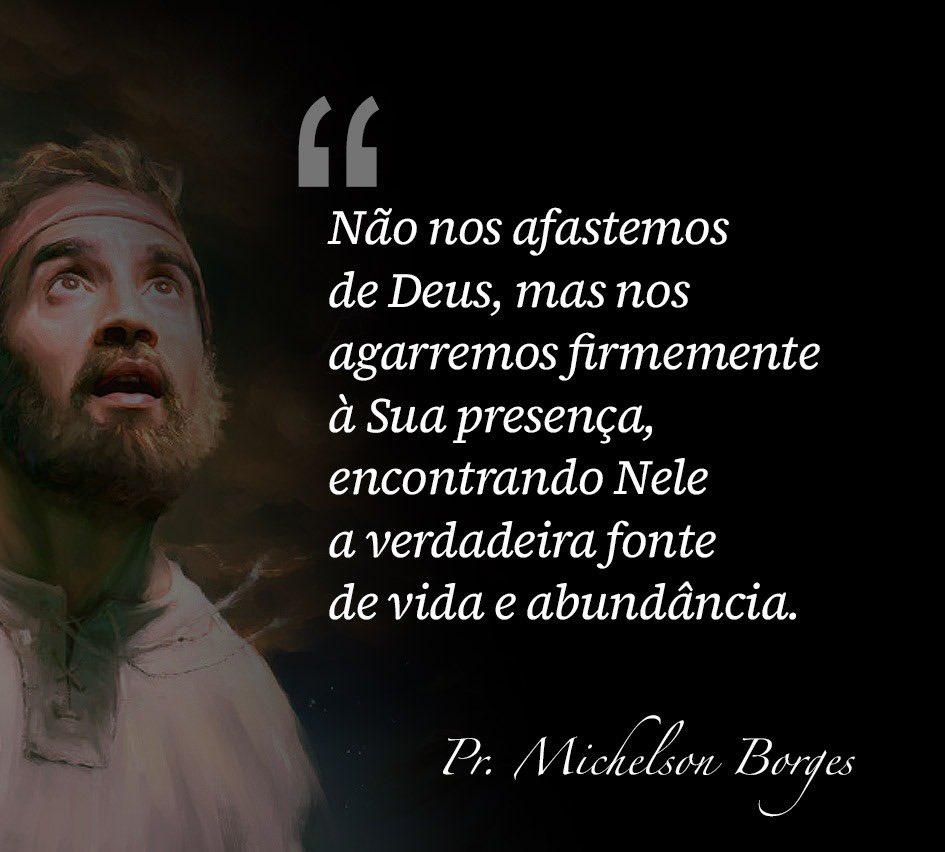 “
Não nos afastemos
de Deus, mas nos
agarremos firmemente
à Sua presença,
encontrando Nele
a verdadeira fonte
de vida e abundância.
Pr. Michelson Borges